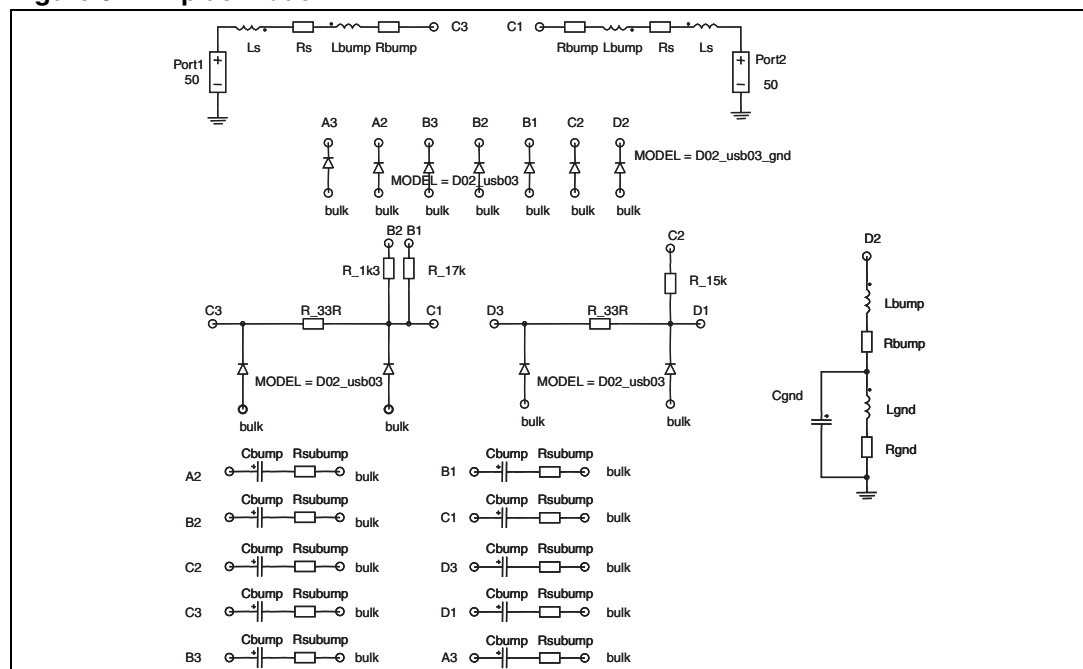 C3
C1
Ls Rs Lbump Rbump
Rbump Lbump Rs Ls
Port1
50
Port2
50
A3 A2 B3 B2 B1 C2 D2
MODEL = D02_usb03_gnd
MODEL = D02_usb03
bulk bulk bulk bulk bulk bulk bulk
B2 B1
R_1k3 R_17k
C3 R_33R C1
MODEL = D02_usb03
bulk bulk
C2
R_15k
D3 R_33R D1
MODEL = D02_usb03
bulk bulk
D2
Lbump
Rbump
Cgnd
Lgnd
Rgnd
Cbump Rsubump
A2 bulk
Cbump Rsubump
B1 bulk
Cbump Rsubump
B2 bulk
Cbump Rsubump
C1 bulk
Cbump Rsubump
C2 bulk
Cbump Rsubump
D3 bulk
Cbump Rsubump
C3 bulk
Cbump Rsubump
D1 bulk
Cbump Rsubump
B3 bulk
Cbump Rsubump
A3 bulk